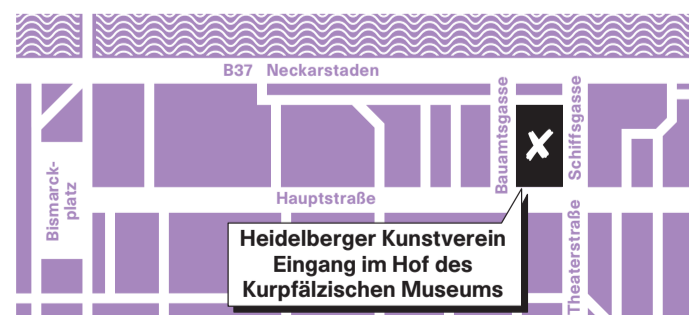 B37 Neckarstaden
Bauamtsgasse
Schiffsgasse
Bismarck-
platz
Hauptstraße
Theaterstraße
Heidelberger Kunstverein
Eingang im Hof des
Kurpfälzischen Museums